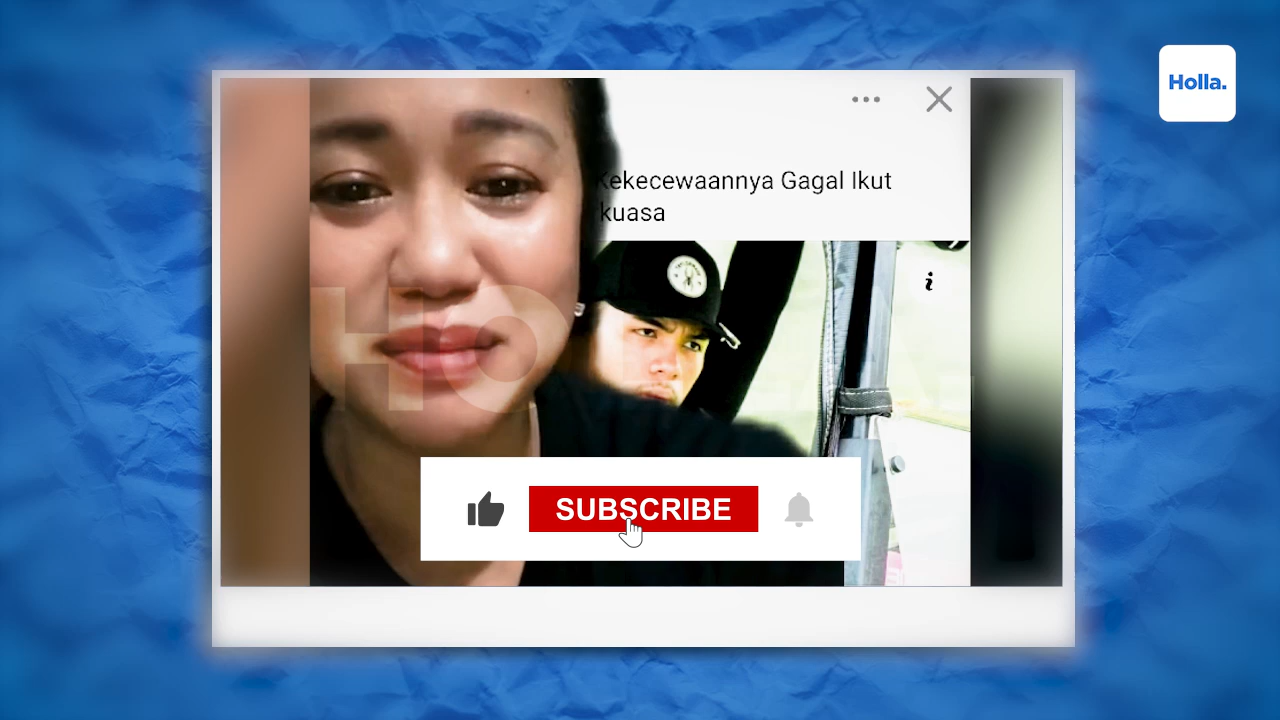 Holla.
Kekecewaannya Gagal Ikut
kuasa
i
SUBSCRIBE